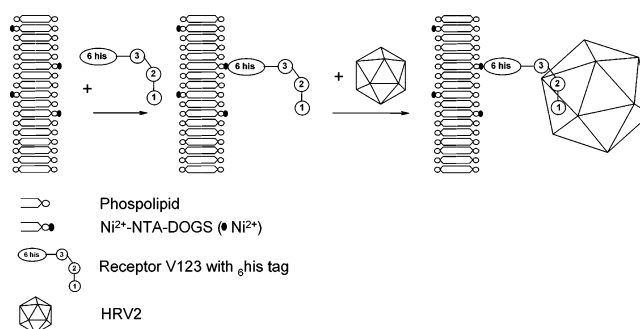 6 his 3 2 1
+
6 his 3 2 1
+
6 his 3 2 1
Phospolipid
Ni²⁺-NTA-DOGS (● Ni²⁺)
6 his 3 2 1
Receptor V123 with ₆his tag
HRV2